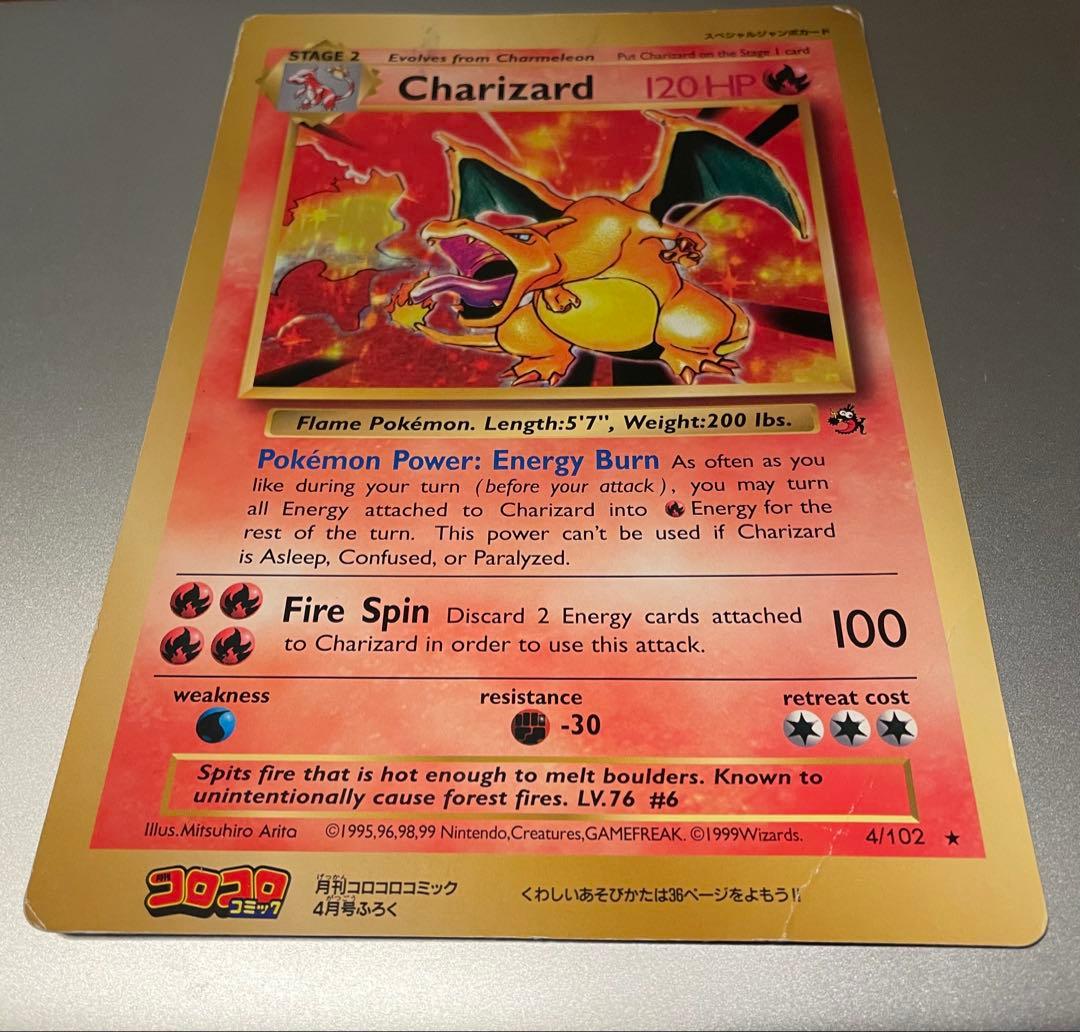 スペシャルジャンボカード
STAGE 2 Evolves from Charmeleon Put Charizard on the Stage 1 card
Charizard 120 HP
Flame Pokémon. Length:5'7", Weight:200 lbs.
Pokémon Power: Energy Burn As often as you
like during your turn (before your attack), you may turn
all Energy attached to Charizard into Energy for the
rest of the turn. This power can't be used if Charizard
is Asleep, Confused, or Paralyzed.
Fire Spin Discard 2 Energy cards attached
to Charizard in order to use this attack.
100
weakness resistance retreat cost
-30
Spits fire that is hot enough to melt boulders. Known to
unintentionally cause forest fires. LV.76 #6
Illus.Mitsuhiro Arita ©1995,96,98,99 Nintendo,Creatures,GAMEFREAK. ©1999Wizards. 4/102 ★
月刊
コロコロ
コミック
げっかん
月刊コロコロコミック
がつごう
4月号ふろく
くわしいあそびかたは36ページをよもう!!